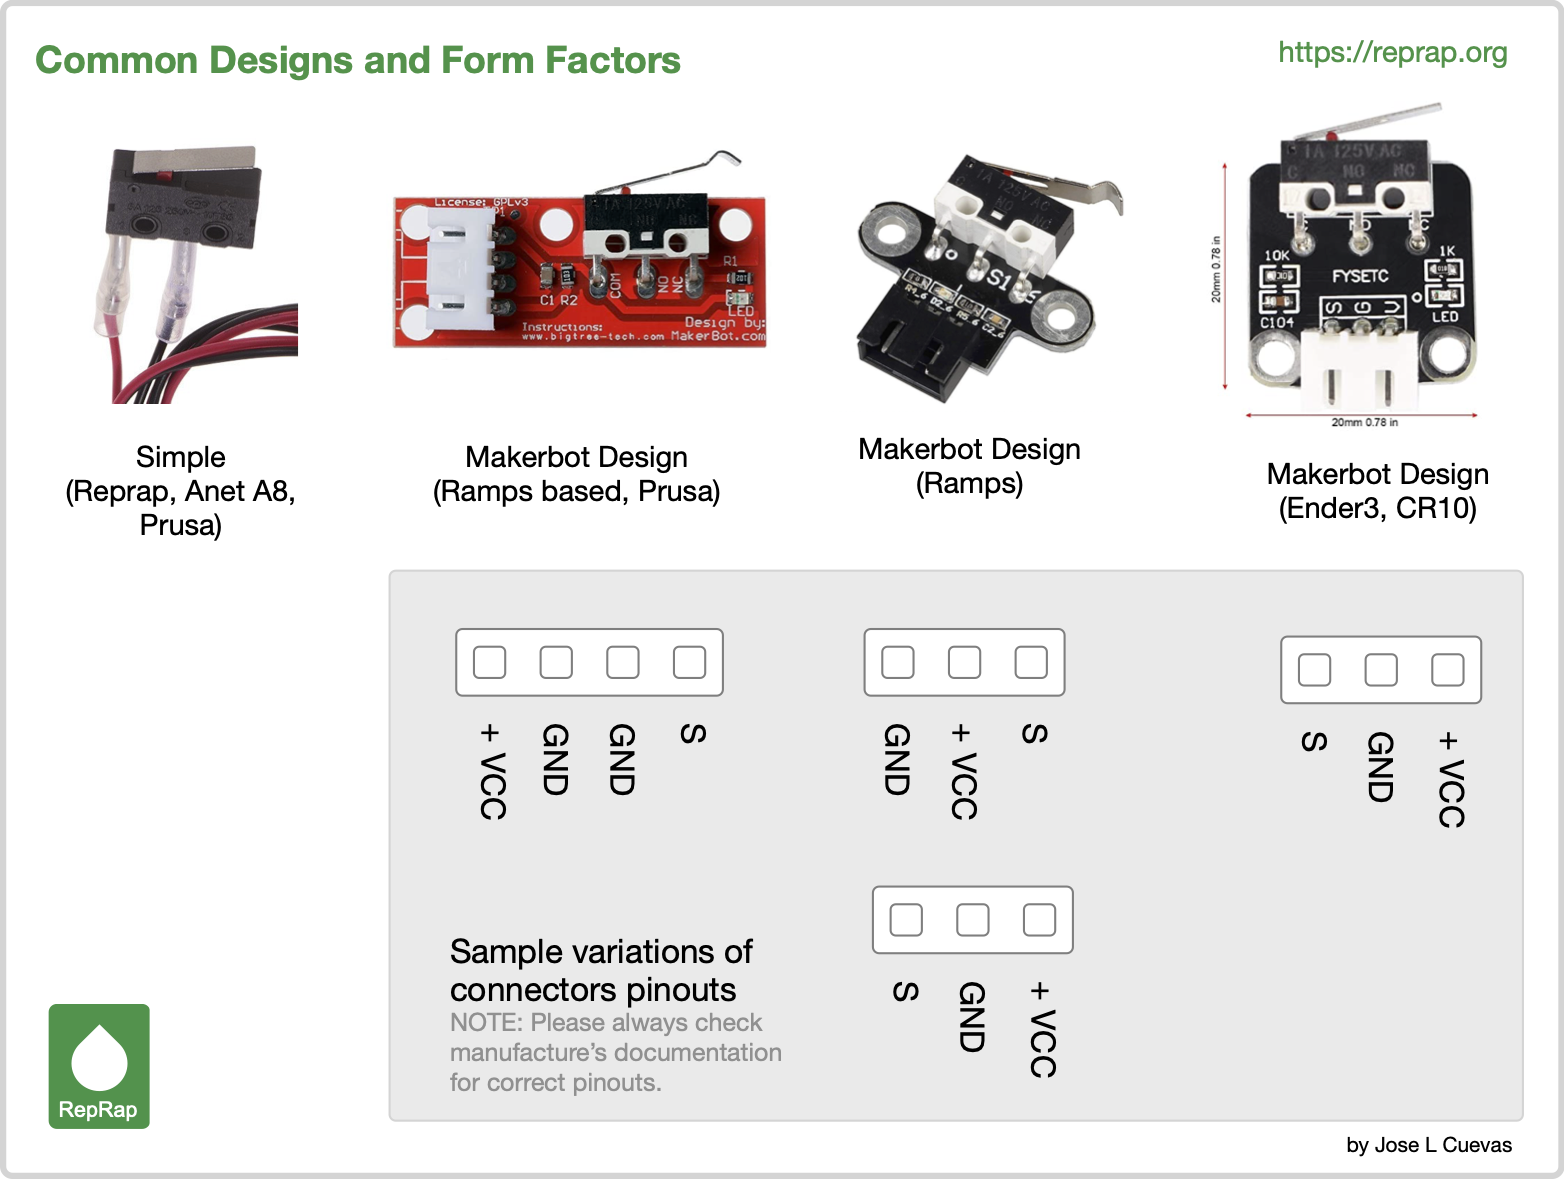 Common Designs and Form Factors
https://reprap.org
License: GPLv3
1A 125V AC
NO NC
COM
NO
NC
C1 R2
R1
LED
Instructions:
www.bigtree-tech.com
Design by:
MakerBot.com
1A 125V AC
NO
NC
S1
1A 125V AC
C NO NC
C NO NC
10K
1K
FYSETC
C104
S G V
LED
20mm 0.78 in
20mm 0.78 in
Simple
(Reprap, Anet A8,
Prusa)
Makerbot Design
(Ramps based, Prusa)
Makerbot Design
(Ramps)
Makerbot Design
(Ender3, CR10)
+ VCC
GND
GND
S
GND
+ VCC
S
S
GND
+ VCC
S
GND
+ VCC
Sample variations of
connectors pinouts
NOTE: Please always check
manufacture's documentation
for correct pinouts.
RepRap
by Jose L Cuevas